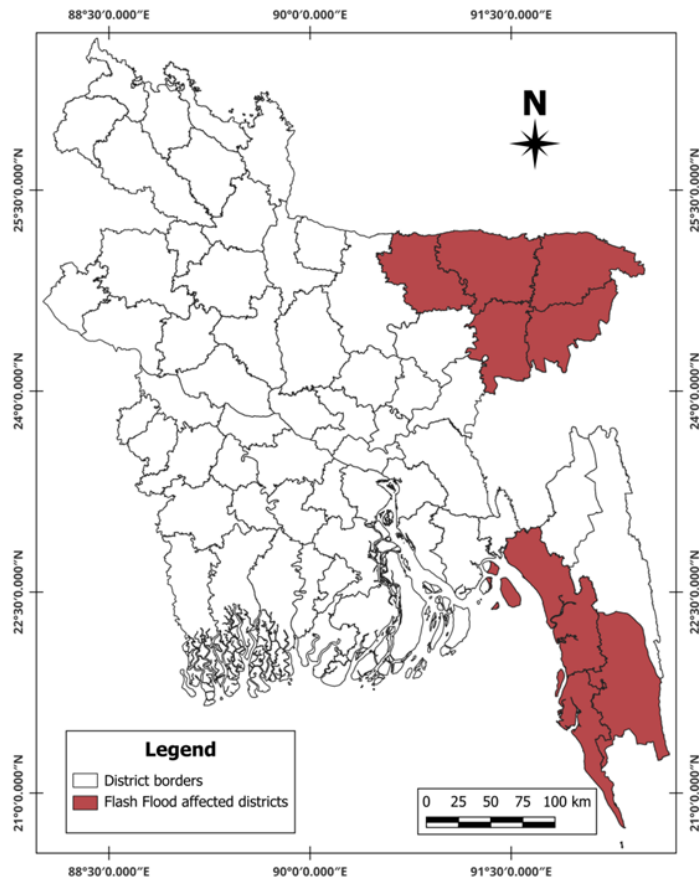 88°30′0.000″E 90°0′0.000″E 91°30′0.000″E
N
25°30′0.000″N 25°30′0.000″N
24°0′0.000″N 24°0′0.000″N
22°30′0.000″N 22°30′0.000″N
21°0′0.000″N 21°0′0.000″N
Legend
District borders
Flash Flood affected districts
0 25 50 75 100 km
88°30′0.000″E 90°0′0.000″E 91°30′0.000″E